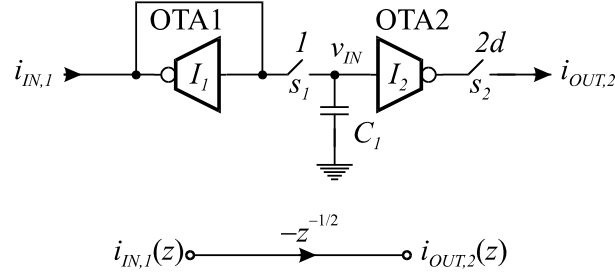 OTA1 OTA2
i_{IN,1} I_1 1 s_1 v_{IN} I_2 2d s_2 i_{OUT,2}
C_1
−z^{−1/2}
i_{IN,1}(z) i_{OUT,2}(z)